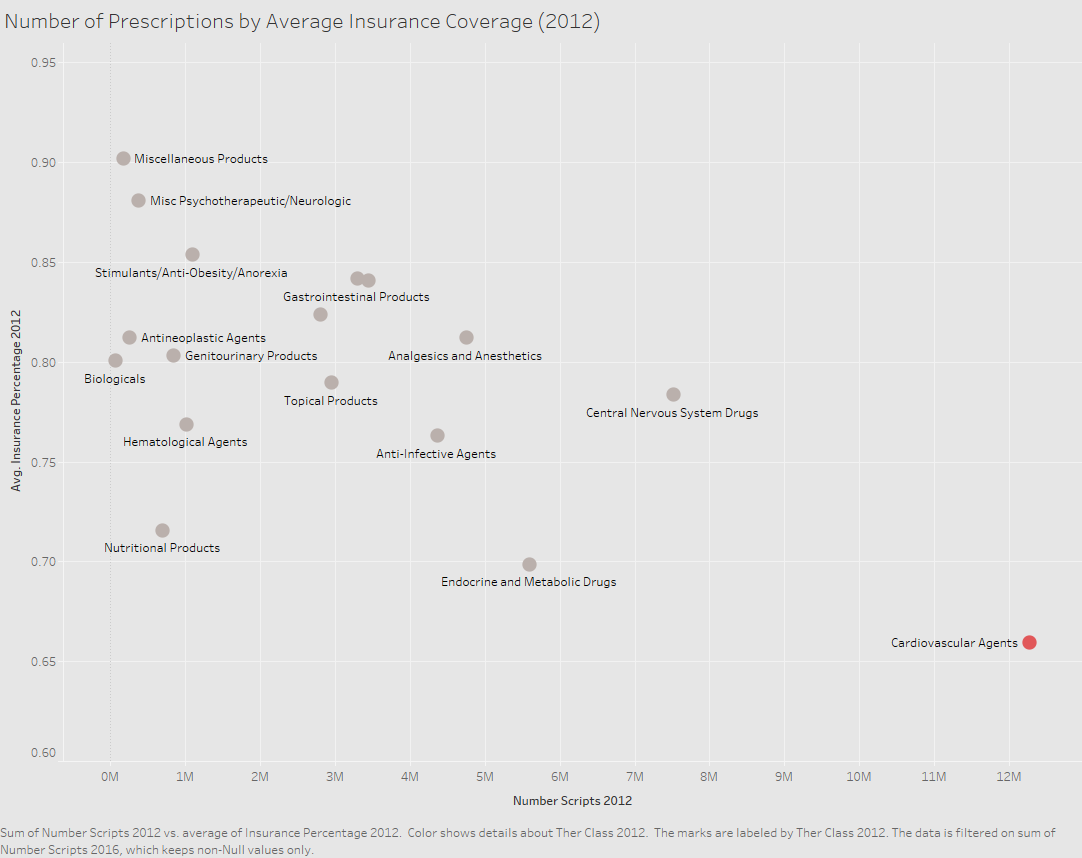 Number of Prescriptions by Average Insurance Coverage (2012)
0.95
0.90
Miscellaneous Products
Misc Psychotherapeutic/Neurologic
0.85
Stimulants/Anti-Obesity/Anorexia
Gastrointestinal Products
Antineoplastic Agents
Genitourinary Products
Analgesics and Anesthetics
0.80
Biologicals
Topical Products
Central Nervous System Drugs
Hematological Agents
Anti-Infective Agents
0.75
Nutritional Products
0.70
Endocrine and Metabolic Drugs
Cardiovascular Agents
0.65
0.60
Avg. Insurance Percentage 2012
0M 1M 2M 3M 4M 5M 6M 7M 8M 9M 10M 11M 12M
Number Scripts 2012
Sum of Number Scripts 2012 vs. average of Insurance Percentage 2012.  Color shows details about Ther Class 2012.  The marks are labeled by Ther Class 2012. The data is filtered on sum of
Number Scripts 2016, which keeps non-Null values only.